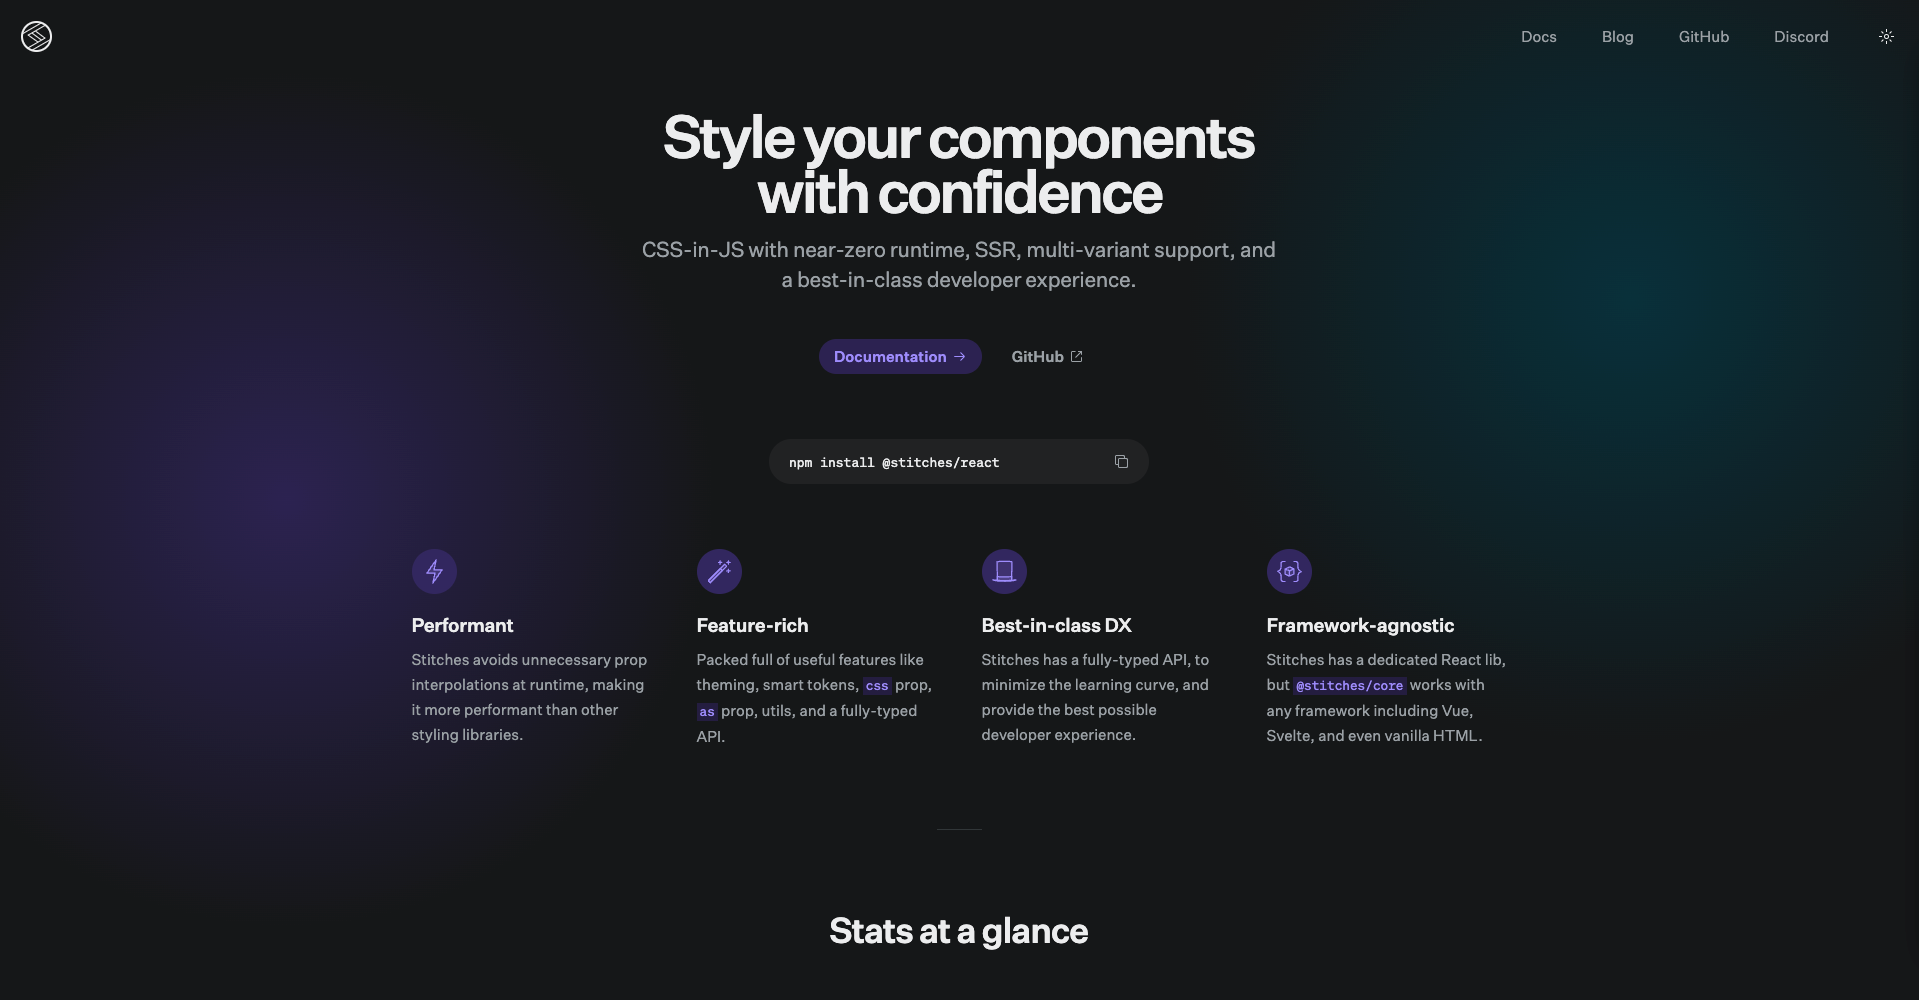 Docs
Blog
GitHub
Discord
Style your components
with confidence
CSS-in-JS with near-zero runtime, SSR, multi-variant support, and
a best-in-class developer experience.
Documentation →
GitHub
npm install @stitches/react
Performant
Stitches avoids unnecessary prop
interpolations at runtime, making
it more performant than other
styling libraries.
Feature-rich
Packed full of useful features like
theming, smart tokens, css prop,
as prop, utils, and a fully-typed
API.
Best-in-class DX
Stitches has a fully-typed API, to
minimize the learning curve, and
provide the best possible
developer experience.
Framework-agnostic
Stitches has a dedicated React lib,
but @stitches/core works with
any framework including Vue,
Svelte, and even vanilla HTML.
Stats at a glance